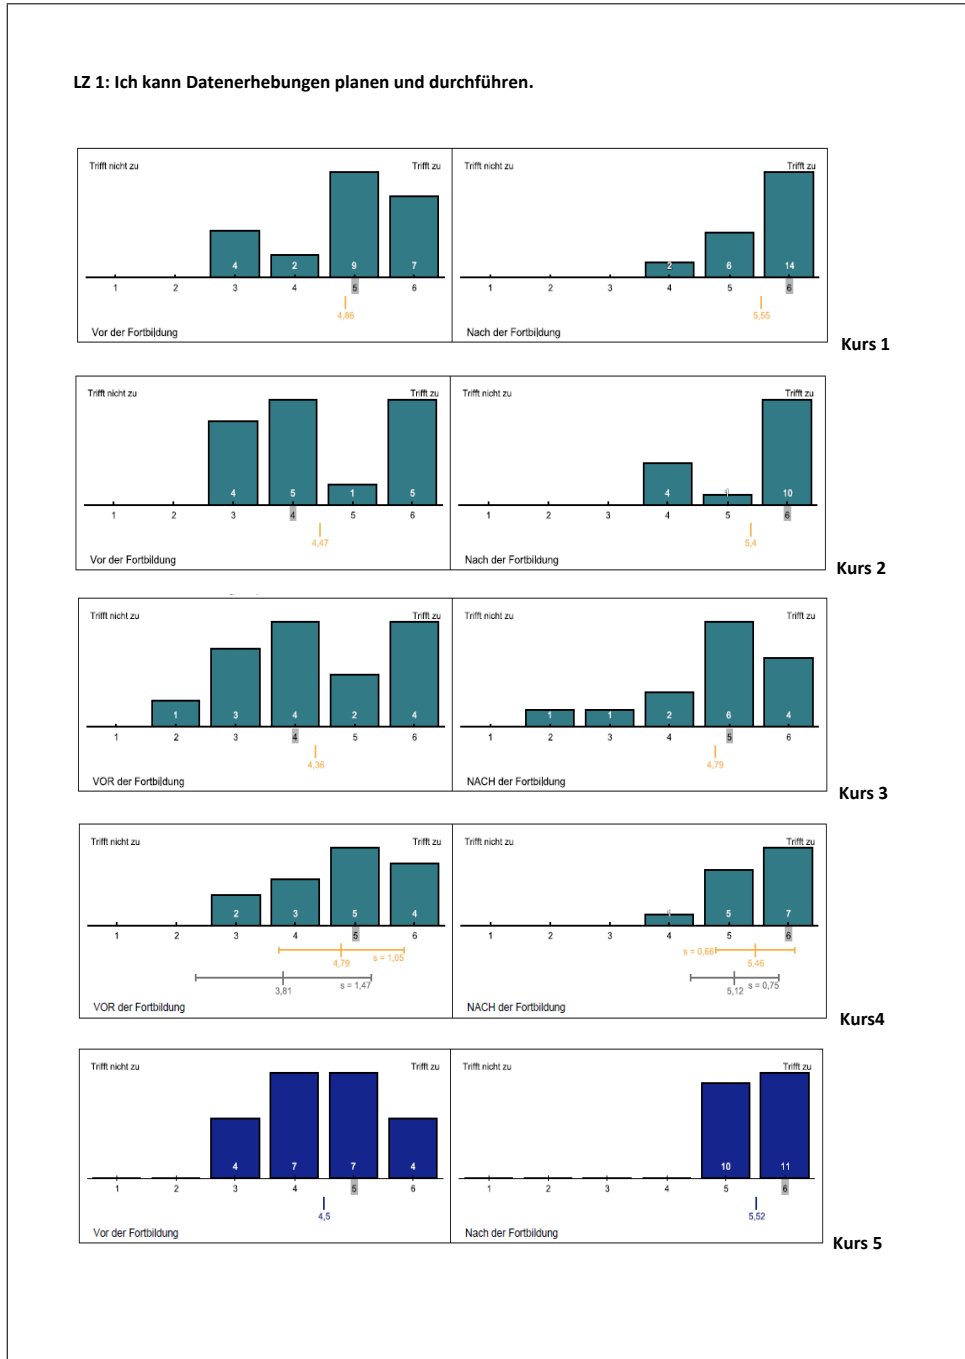 LZ 1: Ich kann Datenerhebungen planen und durchführen.
Trifft nicht zu Trifft zu Trifft nicht zu Trifft zu
4 2 9 7 2 6 14
1 2 3 4 5 6 1 2 3 4 5 6
4,86 5,55
Vor der Fortbildung Nach der Fortbildung
Kurs 1
Trifft nicht zu Trifft zu Trifft nicht zu Trifft zu
4 5 1 5 4 1 10
1 2 3 4 5 6 1 2 3 4 5 6
4,47 5,4
Vor der Fortbildung Nach der Fortbildung
Kurs 2
Trifft nicht zu Trifft zu Trifft nicht zu Trifft zu
1 3 4 2 4 1 1 2 6 4
1 2 3 4 5 6 1 2 3 4 5 6
4,36 4,79
VOR der Fortbildung NACH der Fortbildung
Kurs 3
Trifft nicht zu Trifft zu Trifft nicht zu Trifft zu
2 3 5 4 1 5 7
1 2 3 4 5 6 1 2 3 4 5 6
4,79 s = 1,05 s = 0,66 5,46
3,81 s = 1,47 5,12 s = 0,75
VOR der Fortbildung NACH der Fortbildung
Kurs4
Trifft nicht zu Trifft zu Trifft nicht zu Trifft zu
4 7 7 4 10 11
1 2 3 4 5 6 1 2 3 4 5 6
4,5 5,52
Vor der Fortbildung Nach der Fortbildung
Kurs 5